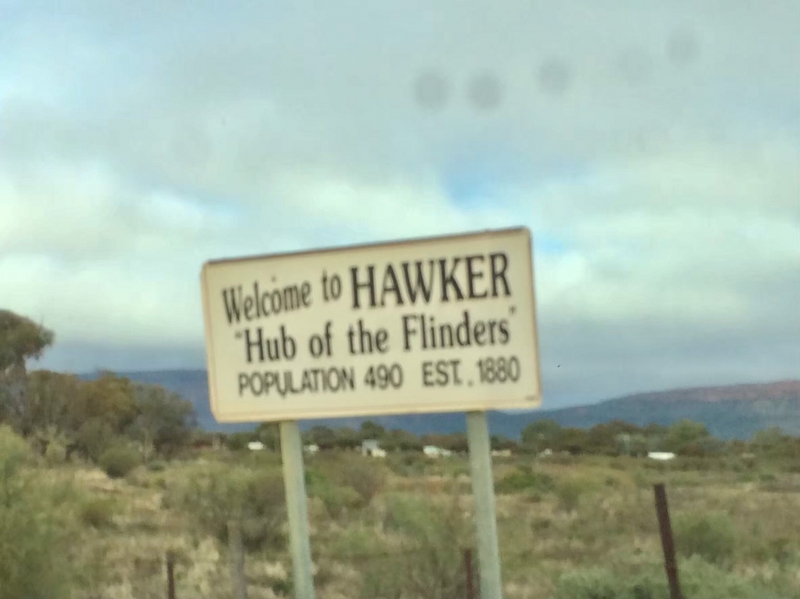 Welcome to HAWKER
"Hub of the Flinders"
POPULATION 490 EST. 1880